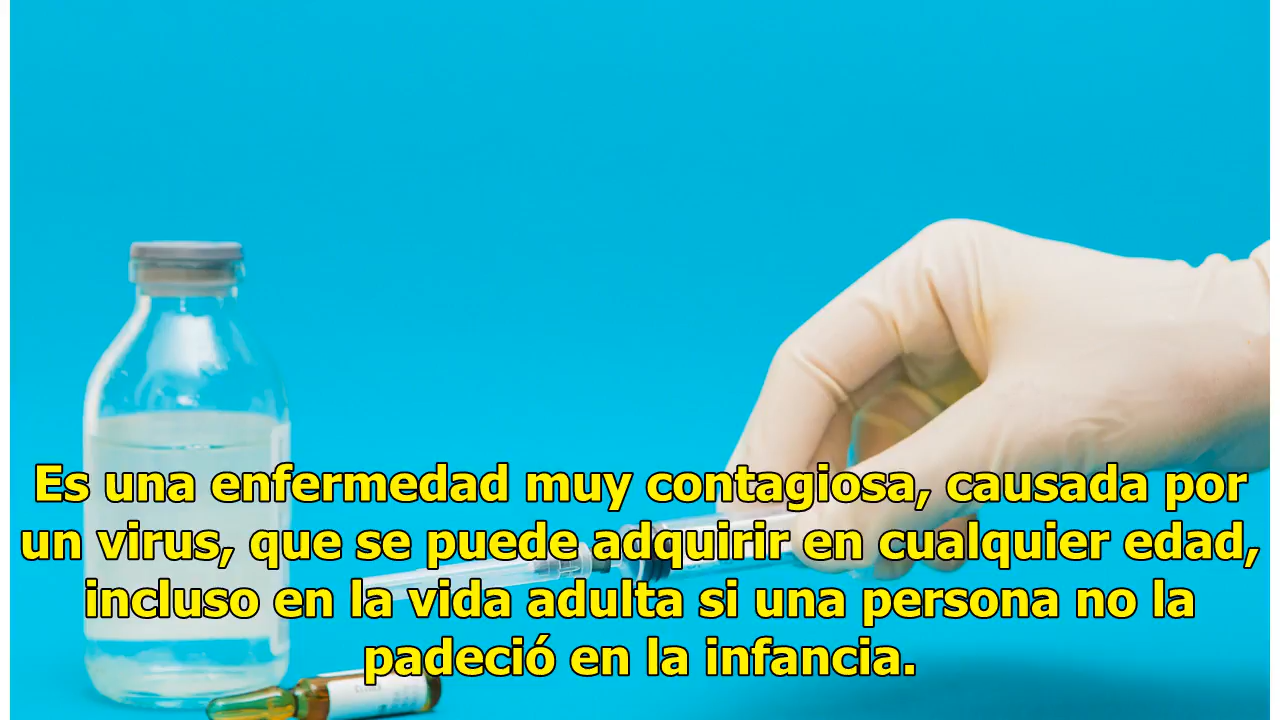 Es una enfermedad muy contagiosa, causada por
un virus, que se puede adquirir en cualquier edad,
incluso en la vida adulta si una persona no la
padeció en la infancia.